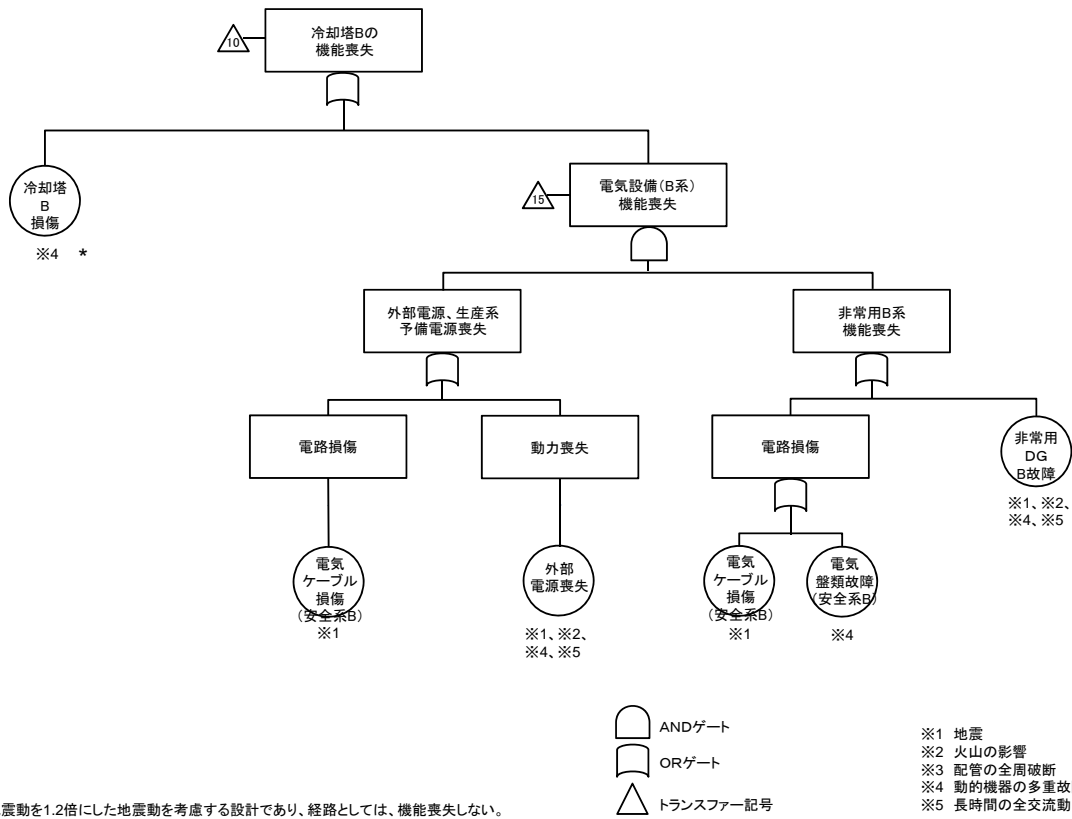 冷却塔Bの
機能喪失
10
冷却塔
B
損傷
※4 *
電気設備(B系)
機能喪失
15
外部電源、生産系
予備電源喪失
非常用B系
機能喪失
電路損傷
動力喪失
電路損傷
非常用
DG
B故障
※1、※2、
※4、※5
電気
ケーブル
損傷
(安全系B)
※1
外部
電源喪失
※1、※2、
※4、※5
電気
ケーブル
損傷
(安全系B)
※1
電気
盤類故障
(安全系B)
※4
ANDゲート
ORゲート
トランスファー記号
※1 地震
※2 火山の影響
※3 配管の全周破断
※4 動的機器の多重故
※5 長時間の全交流動
震動を1.2倍にした地震動を考慮する設計であり、経路としては、機能喪失しない。